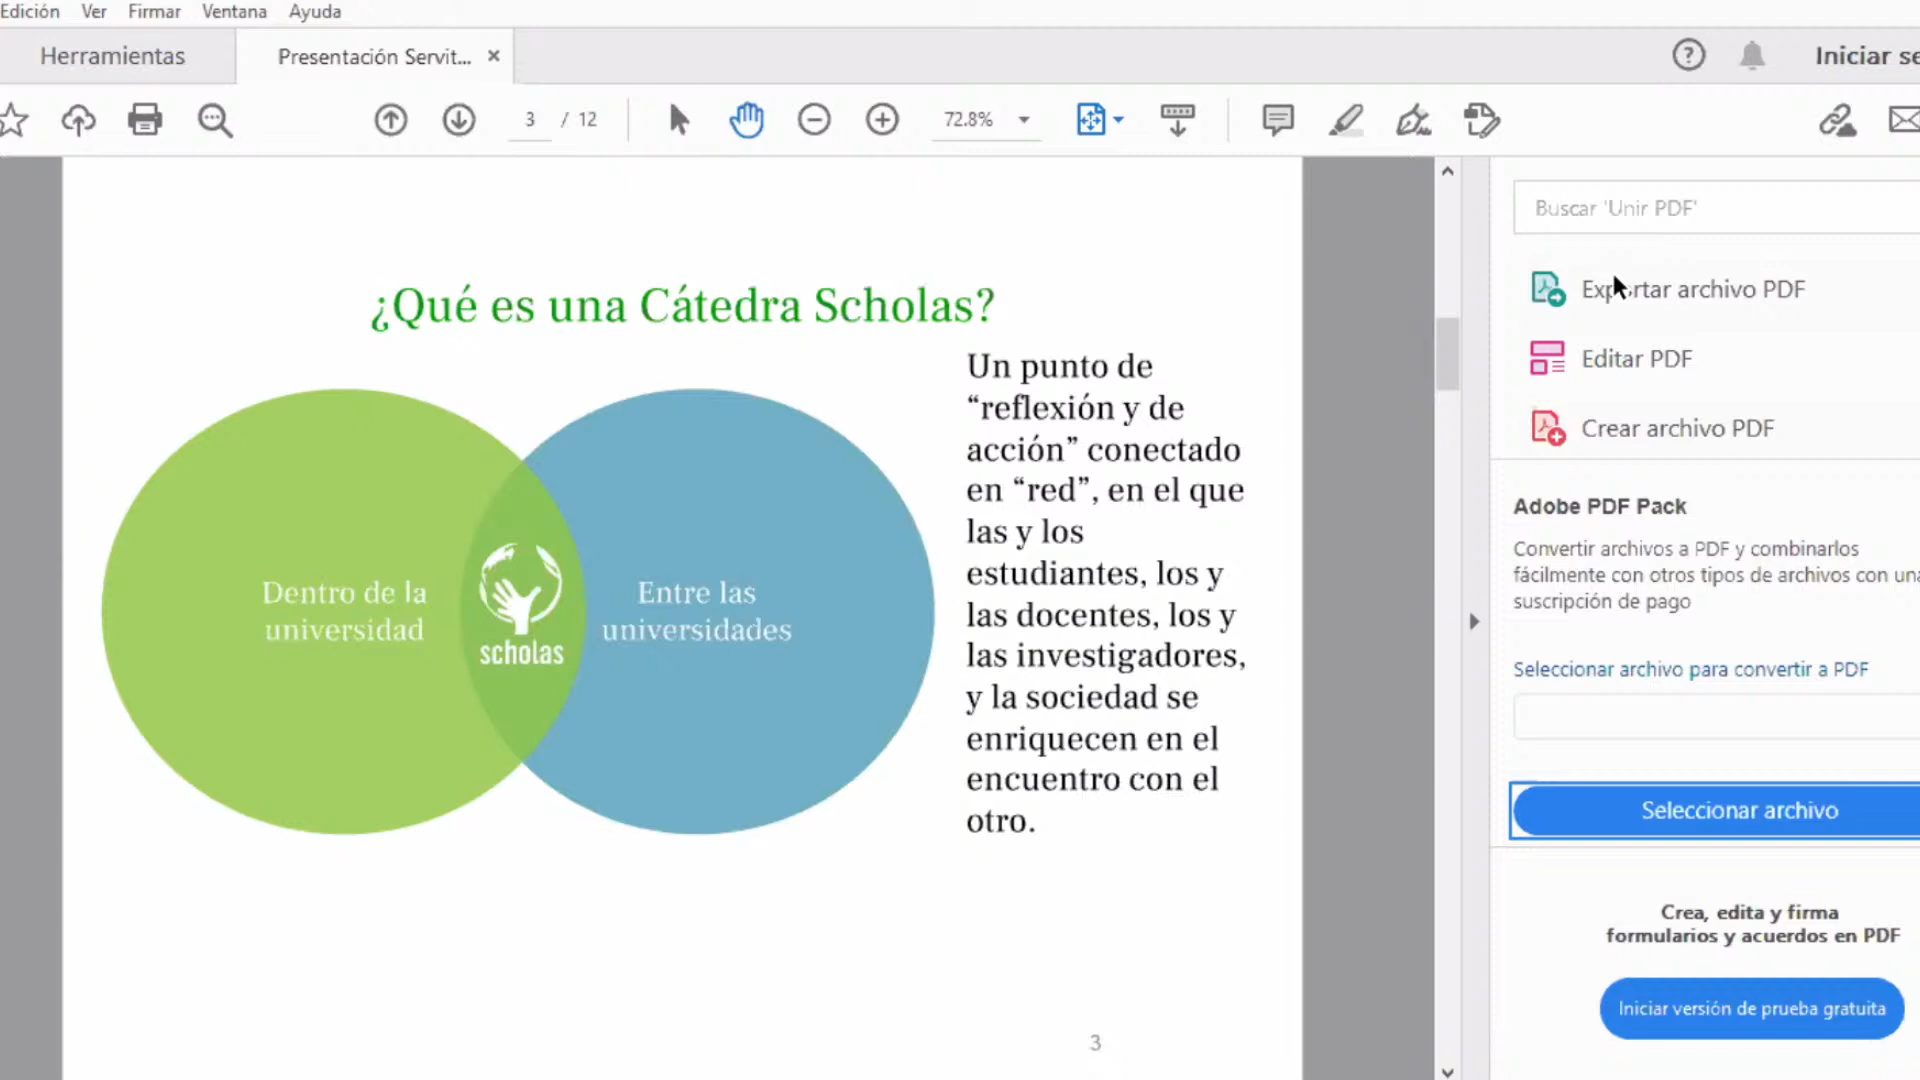 Edición Ver Firmar Ventana Ayuda
Herramientas
Presentación Servit...
Iniciar se
3 / 12
72.8%
Buscar 'Unir PDF'
Exportar archivo PDF
Editar PDF
Crear archivo PDF
Adobe PDF Pack
Convertir archivos a PDF y combinarlos
fácilmente con otros tipos de archivos con una
suscripción de pago
Seleccionar archivo para convertir a PDF
Seleccionar archivo
Crea, edita y firma
formularios y acuerdos en PDF
Iniciar versión de prueba gratuita
¿Qué es una Cátedra Scholas?
Dentro de la
universidad
scholas
Entre las
universidades
Un punto de
“reflexión y de
acción” conectado
en “red”, en el que
las y los
estudiantes, los y
las docentes, los y
las investigadores,
y la sociedad se
enriquecen en el
encuentro con el
otro.
3